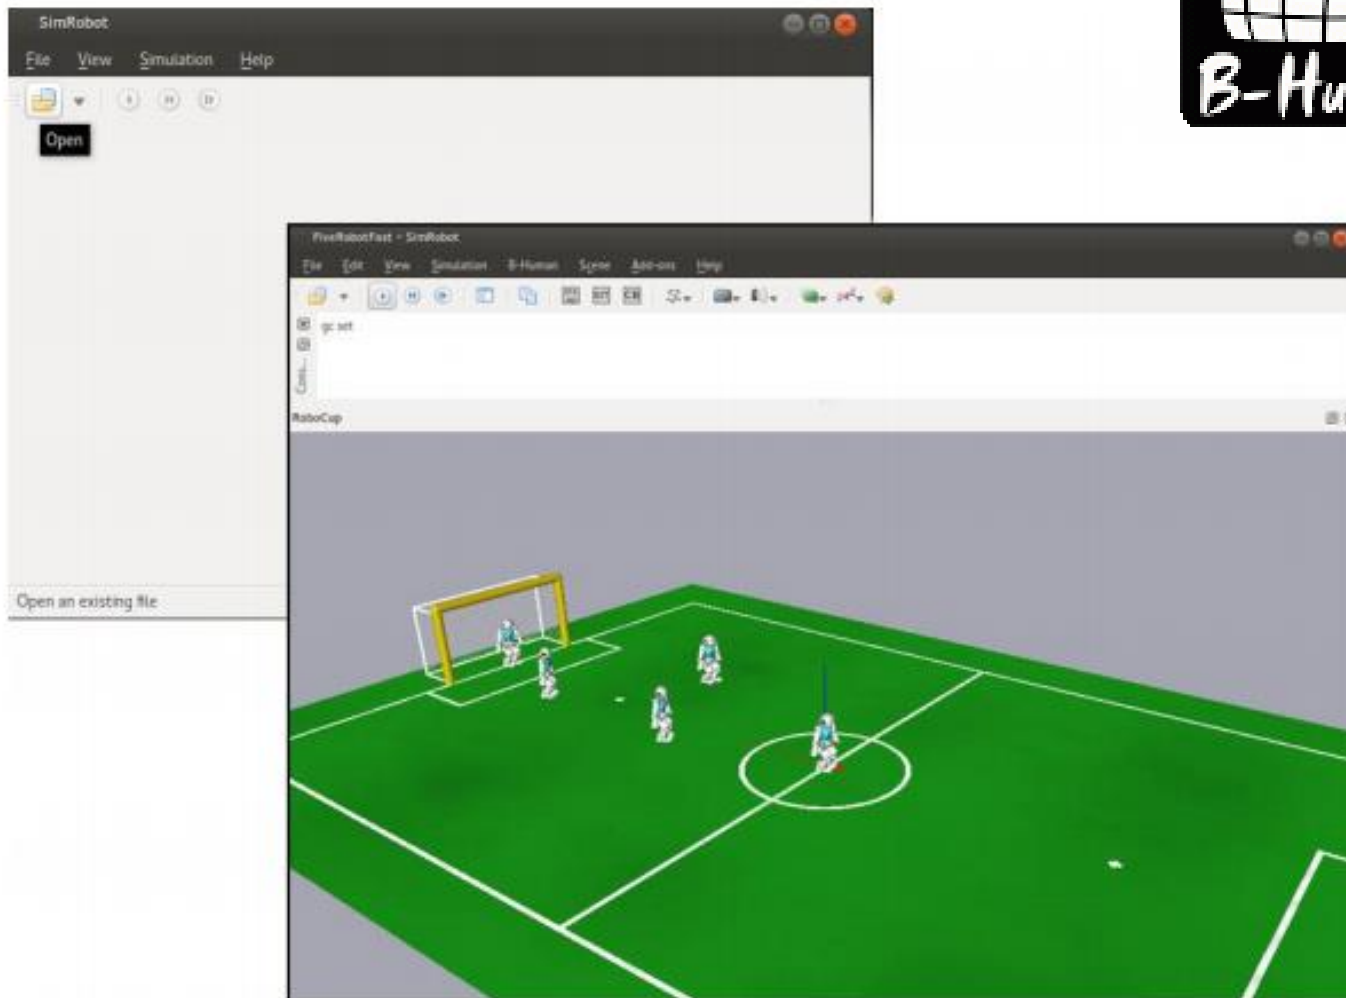 SimRobot
File View Simulation Help
Open
Open an existing file
B-Hu
FiveRobotFast - SimRobot
File Edit View Simulation B-Human Scene Add-ons Help
gc set
Cons...
RoboCup